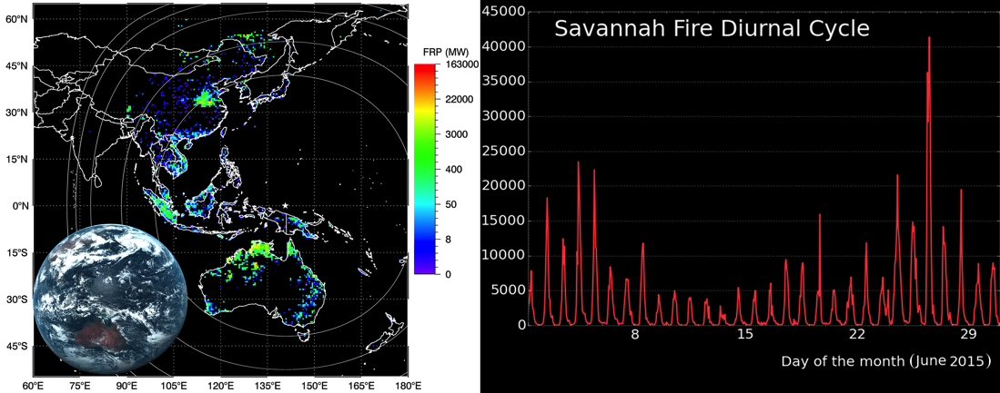 60°N
45°N
30°N
15°N
0°N
15°S
30°S
45°S
60°E 75°E 90°E 105°E 120°E 135°E 150°E 165°E 180°E
FRP (MW)
163000
22000
3000
400
50
8
0
Savannah Fire Diurnal Cycle
45000
40000
35000
30000
25000
20000
15000
10000
5000
0
8 15 22 29
Day of the month (June 2015)